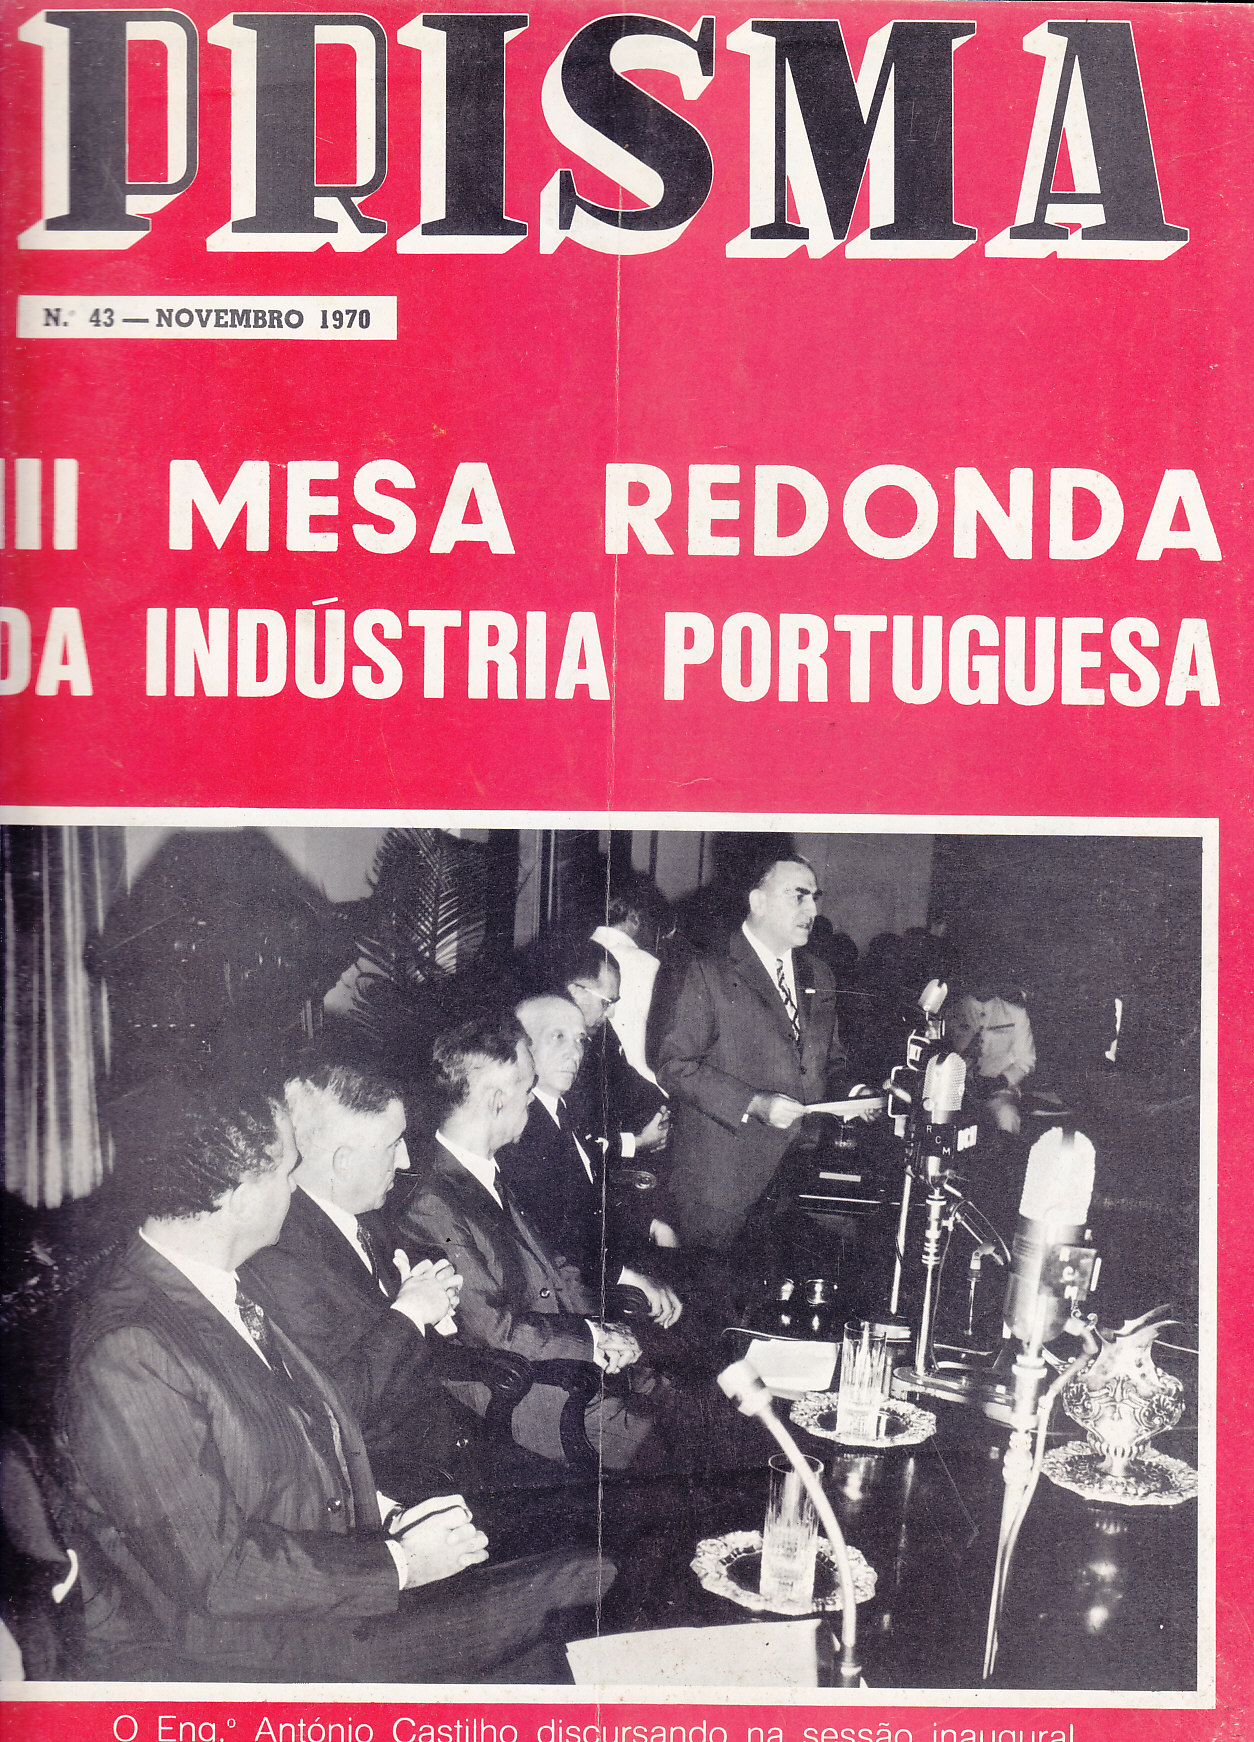 PRISMA
N.º 43 — NOVEMBRO 1970
III MESA REDONDA
DA INDÚSTRIA PORTUGUESA
R C M
R C M
O Eng.º António Castilho discursando na sessão inaugural